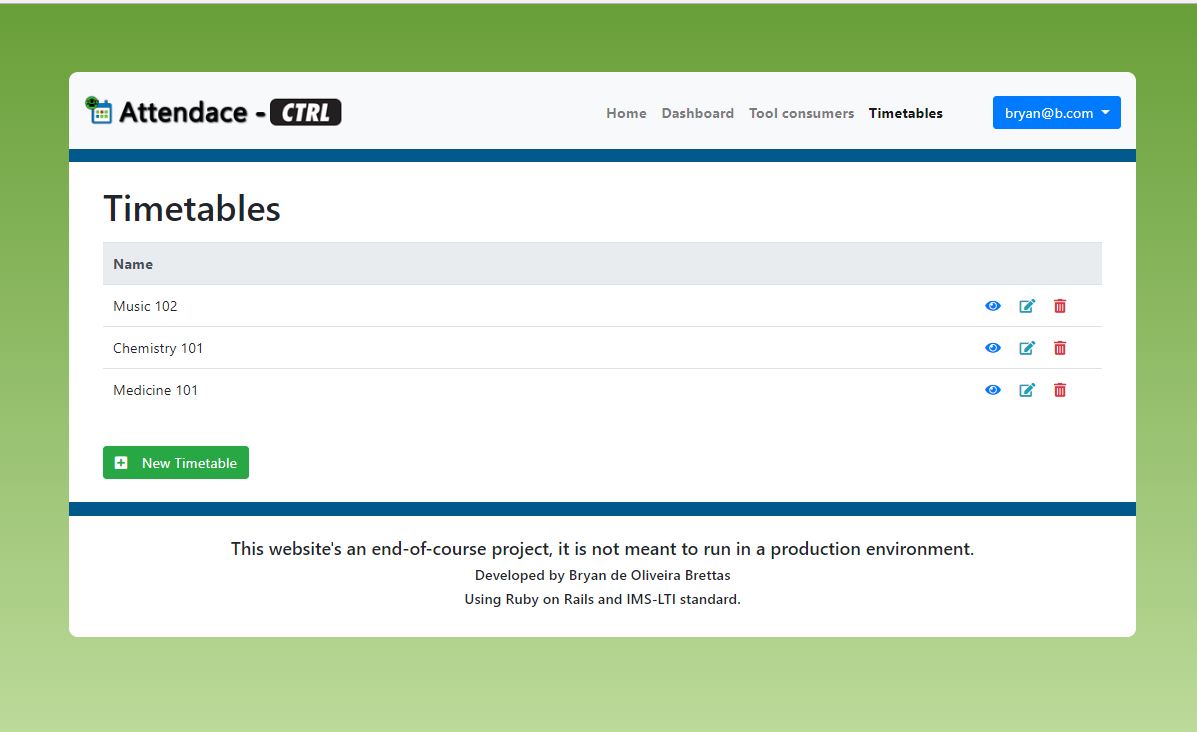 Attendace - CTRL
Home Dashboard Tool consumers Timetables bryan@b.com
Timetables
Name
Music 102
Chemistry 101
Medicine 101
New Timetable
This website's an end-of-course project, it is not meant to run in a production environment.
Developed by Bryan de Oliveira Brettas
Using Ruby on Rails and IMS-LTI standard.